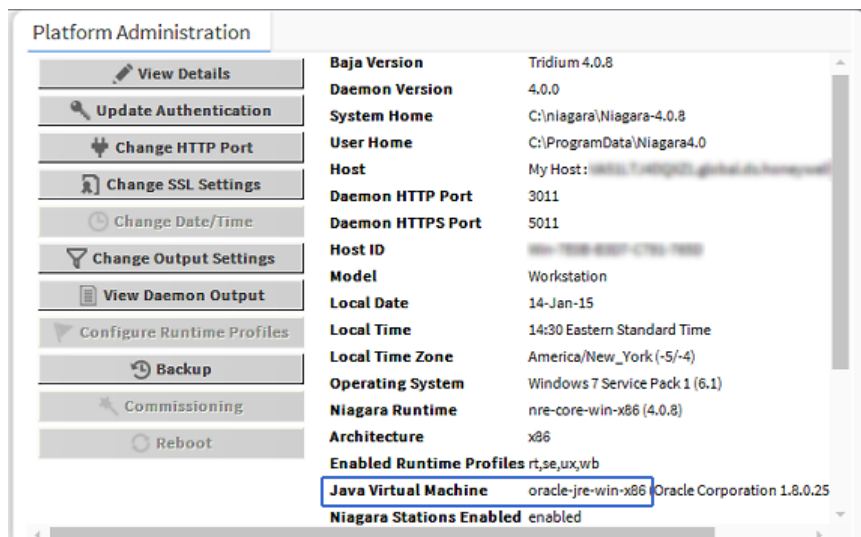 Platform Administration
View Details
Update Authentication
Change HTTP Port
Change SSL Settings
Change Date/Time
Change Output Settings
View Daemon Output
Configure Runtime Profiles
Backup
Commissioning
Reboot
Baja Version Tridium 4.0.8
Daemon Version 4.0.0
System Home C:\niagara\Niagara-4.0.8
User Home C:\ProgramData\Niagara4.0
Host My Host:
Daemon HTTP Port 3011
Daemon HTTPS Port 5011
Host ID
Model Workstation
Local Date 14-Jan-15
Local Time 14:30 Eastern Standard Time
Local Time Zone America/New_York (-5/-4)
Operating System Windows 7 Service Pack 1 (6.1)
Niagara Runtime nre-core-win-x86 (4.0.8)
Architecture x86
Enabled Runtime Profiles rt,se,ux,wb
Java Virtual Machine oracle-jre-win-x86 (Oracle Corporation 1.8.0.25
Niagara Stations Enabled enabled